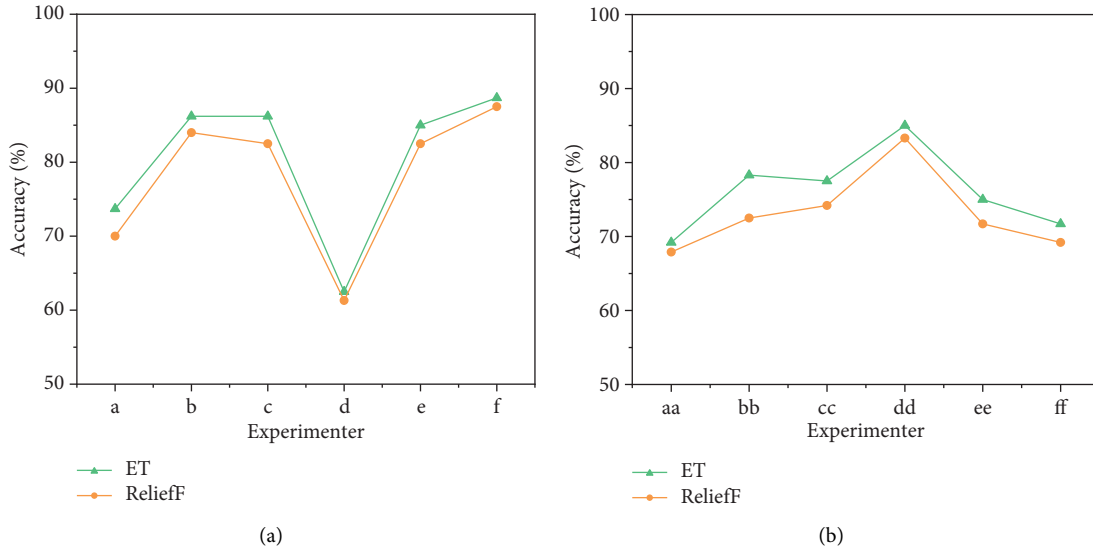 100
90
80
70
60
50
Accuracy (%)
a b c d e f
Experimenter
ET
ReliefF
(a)
100
90
80
70
60
50
Accuracy (%)
aa bb cc dd ee ff
Experimenter
ET
ReliefF
(b)